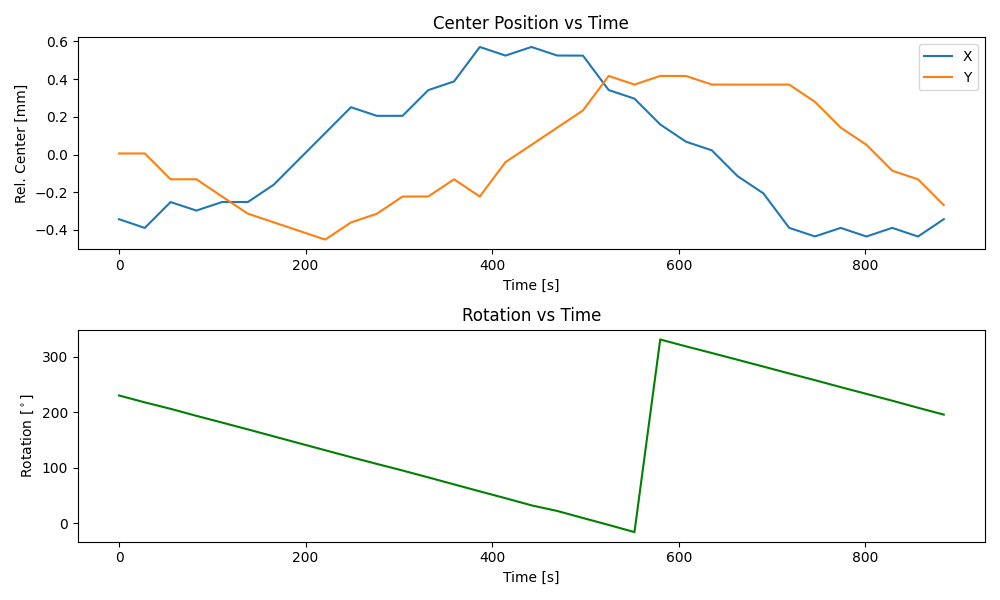 Center Position vs Time
0.6
0.4
0.2
0.0
−0.2
−0.4
Rel. Center [mm]
X
Y
0 200 400 600 800
Time [s]
Rotation vs Time
300
200
100
0
Rotation [°]
0 200 400 600 800
Time [s]